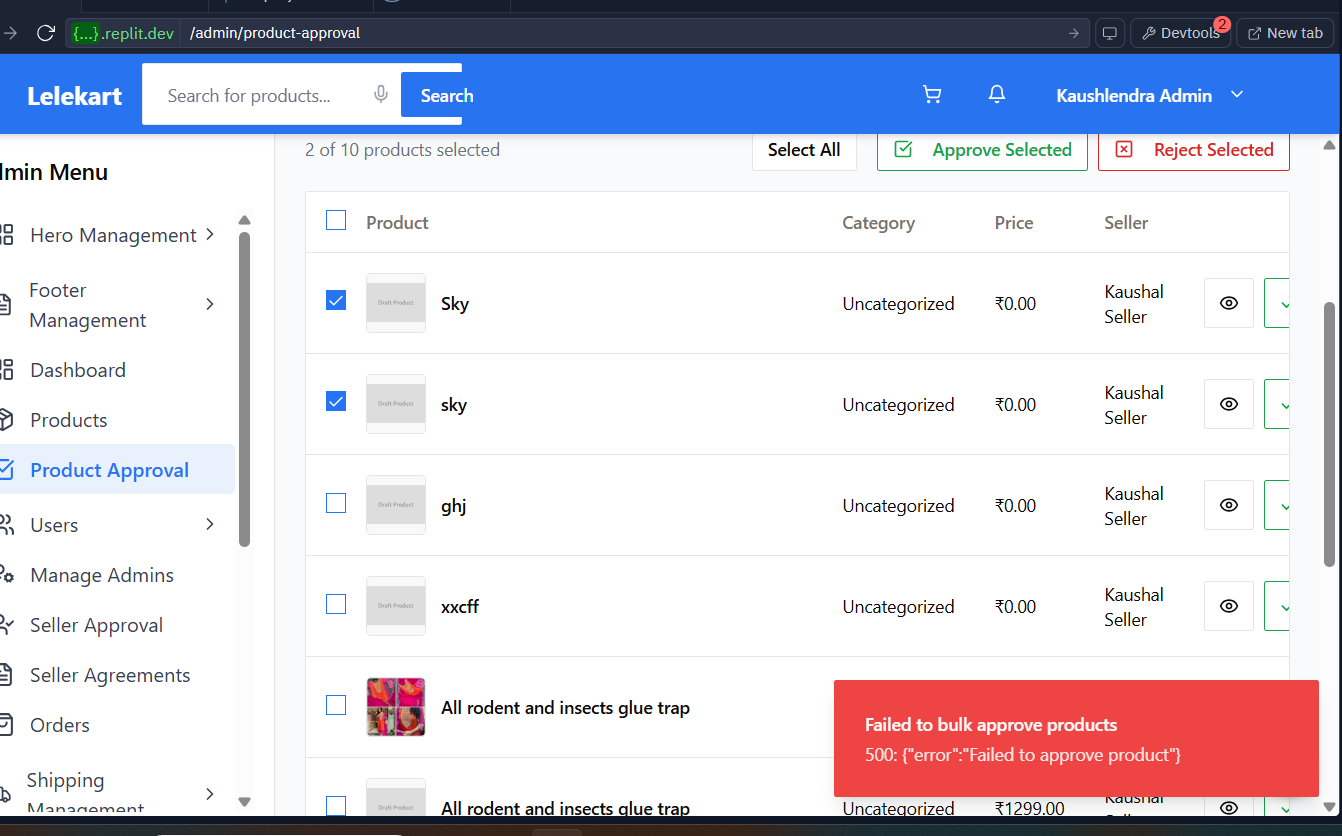 {...}.replit.dev /admin/product-approval
Devtools 2
New tab
Lelekart
Search for products...
Search
Kaushlendra Admin
dmin Menu
Hero Management
Footer
Management
Dashboard
Products
Product Approval
Users
Manage Admins
Seller Approval
Seller Agreements
Orders
Shipping
Management
2 of 10 products selected
Select All
Approve Selected
Reject Selected
Product Category Price Seller
Draft Product
Sky Uncategorized ₹0.00 Kaushal
Seller
Draft Product
sky Uncategorized ₹0.00 Kaushal
Seller
Draft Product
ghj Uncategorized ₹0.00 Kaushal
Seller
Draft Product
xxcff Uncategorized ₹0.00 Kaushal
Seller
All rodent and insects glue trap
Draft Product
All rodent and insects glue trap Uncategorized ₹1299.00 Kaushal
Failed to bulk approve products
500: {"error":"Failed to approve product"}